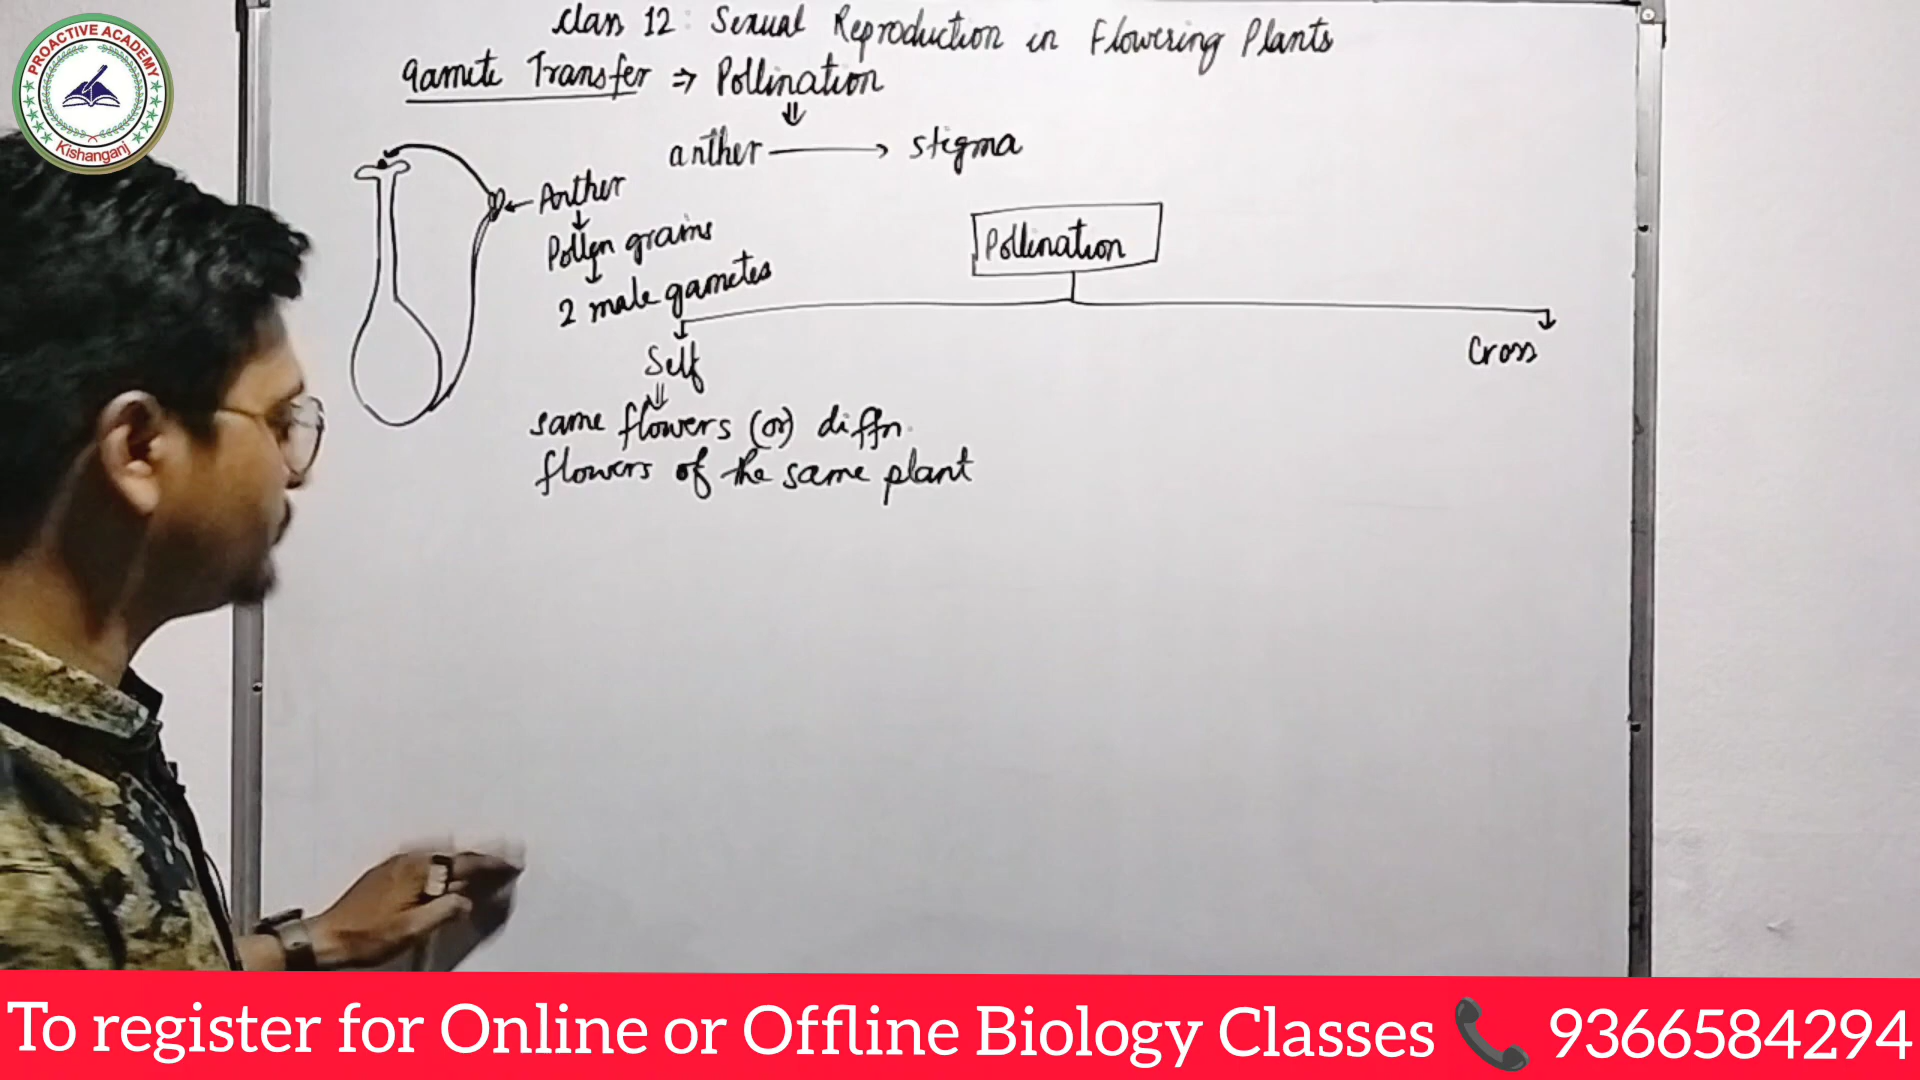 PROACTIVE ACADEMY
Kishanganj
Class 12: Sexual Reproduction in Flowering Plants
Gamete Transfer ⇒ Pollination
⇓
anther → stigma
← Anther
↓
Pollen grains
↓
2 male gametes
Pollination
Self
Cross
⇓
same flowers (or) diffn.
flowers of the same plant
To register for Online or Offline Biology Classes 📞 9366584294